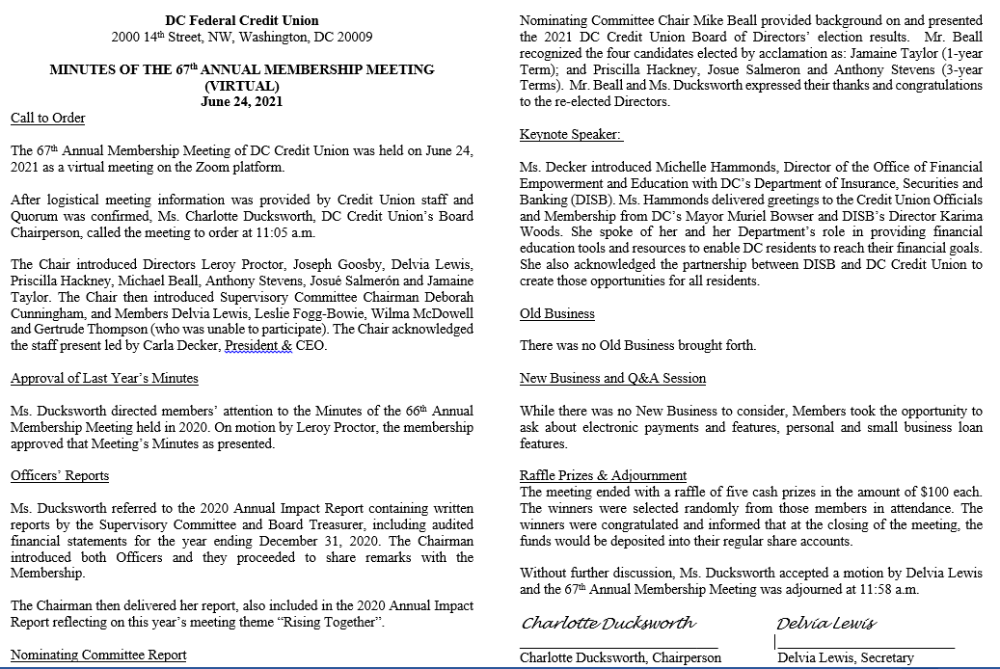 DC Federal Credit Union
2000 14th Street, NW, Washington, DC 20009
MINUTES OF THE 67th ANNUAL MEMBERSHIP MEETING
(VIRTUAL)
June 24, 2021
Call to Order
The 67th Annual Membership Meeting of DC Credit Union was held on June 24,
2021 as a virtual meeting on the Zoom platform.
After logistical meeting information was provided by Credit Union staff and
Quorum was confirmed, Ms. Charlotte Ducksworth, DC Credit Union's Board
Chairperson, called the meeting to order at 11:05 a.m.
The Chair introduced Directors Leroy Proctor, Joseph Goosby, Delvia Lewis,
Priscilla Hackney, Michael Beall, Anthony Stevens, Josué Salmerón and Jamaine
Taylor. The Chair then introduced Supervisory Committee Chairman Deborah
Cunningham, and Members Delvia Lewis, Leslie Fogg-Bowie, Wilma McDowell
and Gertrude Thompson (who was unable to participate). The Chair acknowledged
the staff present led by Carla Decker, President & CEO.
Approval of Last Year's Minutes
Ms. Ducksworth directed members' attention to the Minutes of the 66th Annual
Membership Meeting held in 2020. On motion by Leroy Proctor, the membership
approved that Meeting's Minutes as presented.
Officers' Reports
Ms. Ducksworth referred to the 2020 Annual Impact Report containing written
reports by the Supervisory Committee and Board Treasurer, including audited
financial statements for the year ending December 31, 2020. The Chairman
introduced both Officers and they proceeded to share remarks with the
Membership.
The Chairman then delivered her report, also included in the 2020 Annual Impact
Report reflecting on this year's meeting theme “Rising Together”.
Nominating Committee Report
Nominating Committee Chair Mike Beall provided background on and presented
the 2021 DC Credit Union Board of Directors' election results. Mr. Beall
recognized the four candidates elected by acclamation as: Jamaine Taylor (1-year
Term); and Priscilla Hackney, Josue Salmeron and Anthony Stevens (3-year
Terms). Mr. Beall and Ms. Ducksworth expressed their thanks and congratulations
to the re-elected Directors.
Keynote Speaker:
Ms. Decker introduced Michelle Hammonds, Director of the Office of Financial
Empowerment and Education with DC's Department of Insurance, Securities and
Banking (DISB). Ms. Hammonds delivered greetings to the Credit Union Officials
and Membership from DC's Mayor Muriel Bowser and DISB's Director Karima
Woods. She spoke of her and her Department's role in providing financial
education tools and resources to enable DC residents to reach their financial goals.
She also acknowledged the partnership between DISB and DC Credit Union to
create those opportunities for all residents.
Old Business
There was no Old Business brought forth.
New Business and Q&A Session
While there was no New Business to consider, Members took the opportunity to
ask about electronic payments and features, personal and small business loan
features.
Raffle Prizes & Adjournment
The meeting ended with a raffle of five cash prizes in the amount of $100 each.
The winners were selected randomly from those members in attendance. The
winners were congratulated and informed that at the closing of the meeting, the
funds would be deposited into their regular share accounts.
Without further discussion, Ms. Ducksworth accepted a motion by Delvia Lewis
and the 67th Annual Membership Meeting was adjourned at 11:58 a.m.
Charlotte Ducksworth Delvia Lewis
Charlotte Ducksworth, Chairperson Delvia Lewis, Secretary